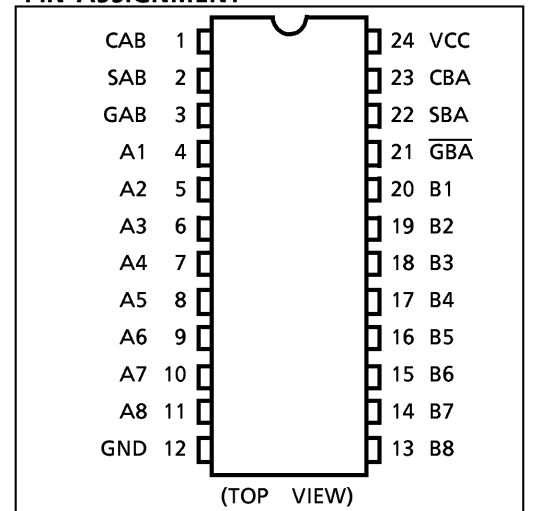 PIN ASSIGNMENT
CAB 1 24 VCC
SAB 2 23 CBA
GAB 3 22 SBA
A1 4 21 G̅B̅A̅
A2 5 20 B1
A3 6 19 B2
A4 7 18 B3
A5 8 17 B4
A6 9 16 B5
A7 10 15 B6
A8 11 14 B7
GND 12 13 B8
(TOP VIEW)